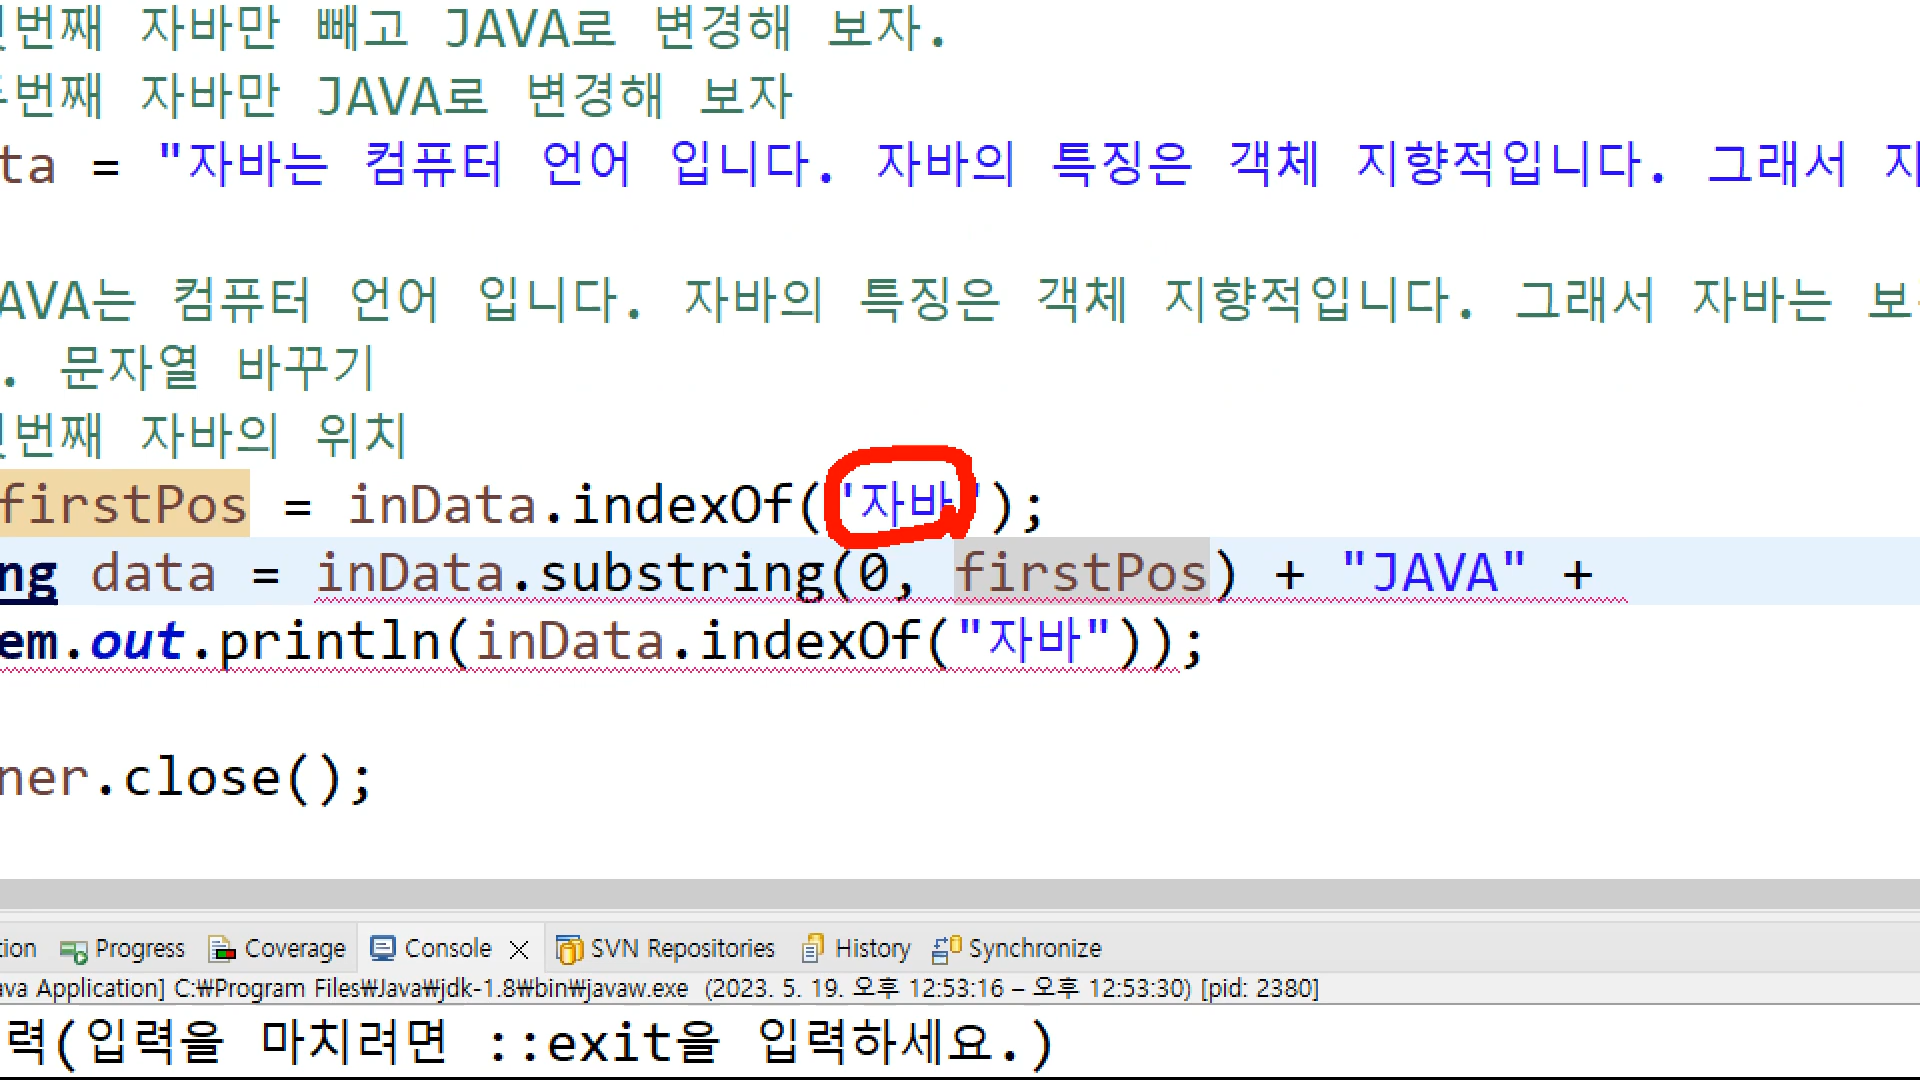 번째 자바만 빼고 JAVA로 변경해 보자.
번째 자바만 JAVA로 변경해 보자
ta = "자바는 컴퓨터 언어 입니다. 자바의 특징은 객체 지향적입니다. 그래서 자
AVA는 컴퓨터 언어 입니다. 자바의 특징은 객체 지향적입니다. 그래서 자바는 보
. 문자열 바꾸기
번째 자바의 위치
firstPos = inData.indexOf("자바");
ng data = inData.substring(0, firstPos) + "JAVA" +
em.out.println(inData.indexOf("자바"));
ner.close();
tion Progress Coverage Console SVN Repositories History Synchronize
ava Application] C:₩Program Files₩Java₩jdk-1.8₩bin₩javaw.exe (2023. 5. 19. 오후 12:53:16 – 오후 12:53:30) [pid: 2380]
력(입력을 마치려면 ::exit을 입력하세요.)